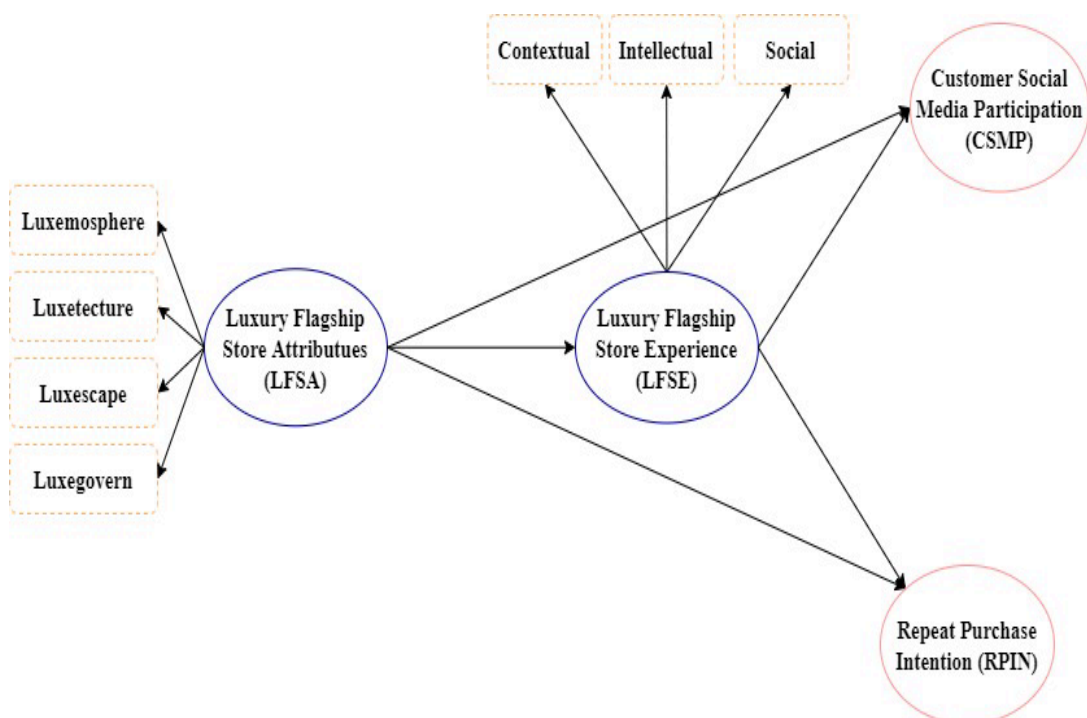 Contextual
Intellectual
Social
Customer Social
Media Participation
(CSMP)
Luxemosphere
Luxetecture
Luxescape
Luxegovern
Luxury Flagship
Store Attributues
(LFSA)
Luxury Flagship
Store Experience
(LFSE)
Repeat Purchase
Intention (RPIN)